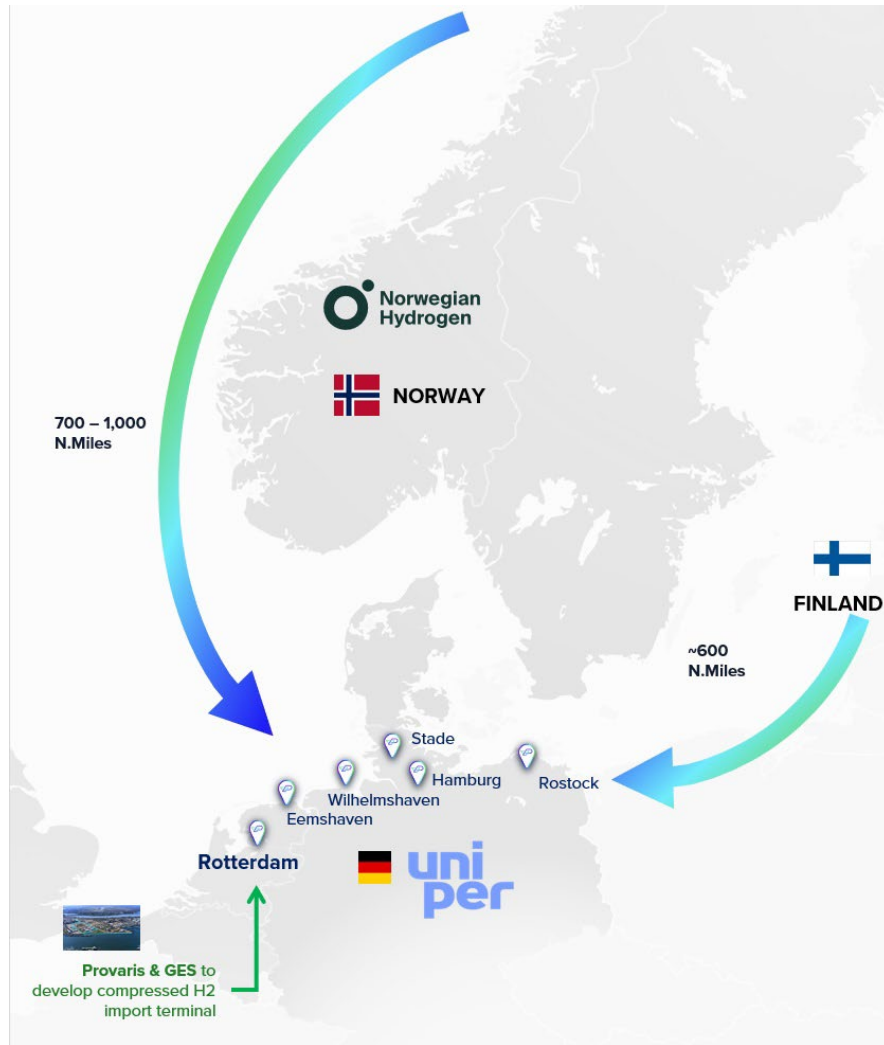 Norwegian
Hydrogen
NORWAY
700 – 1,000
N.Miles
FINLAND
~600
N.Miles
Stade
Hamburg
Rostock
Wilhelmshaven
Eemshaven
Rotterdam
uni
per
Provaris & GES to
develop compressed H2
import terminal